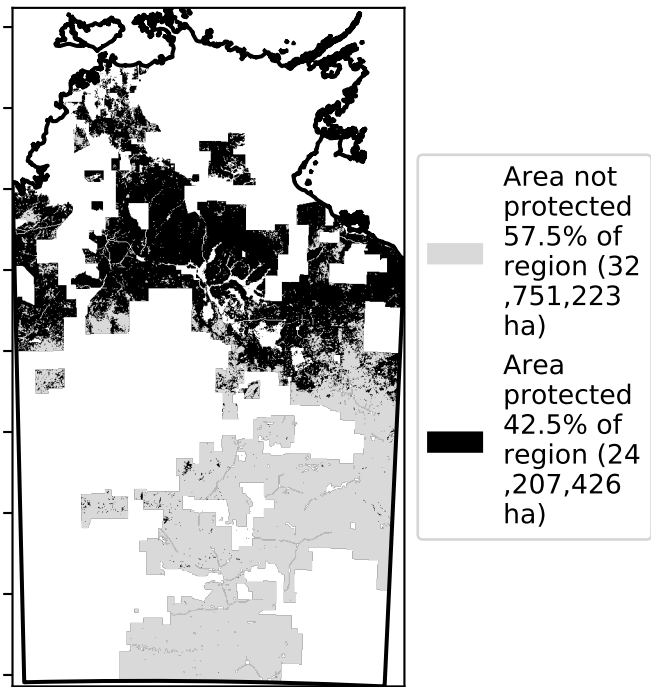 Area not
protected
57.5% of
region (32
,751,223
ha)
Area
protected
42.5% of
region (24
,207,426
ha)